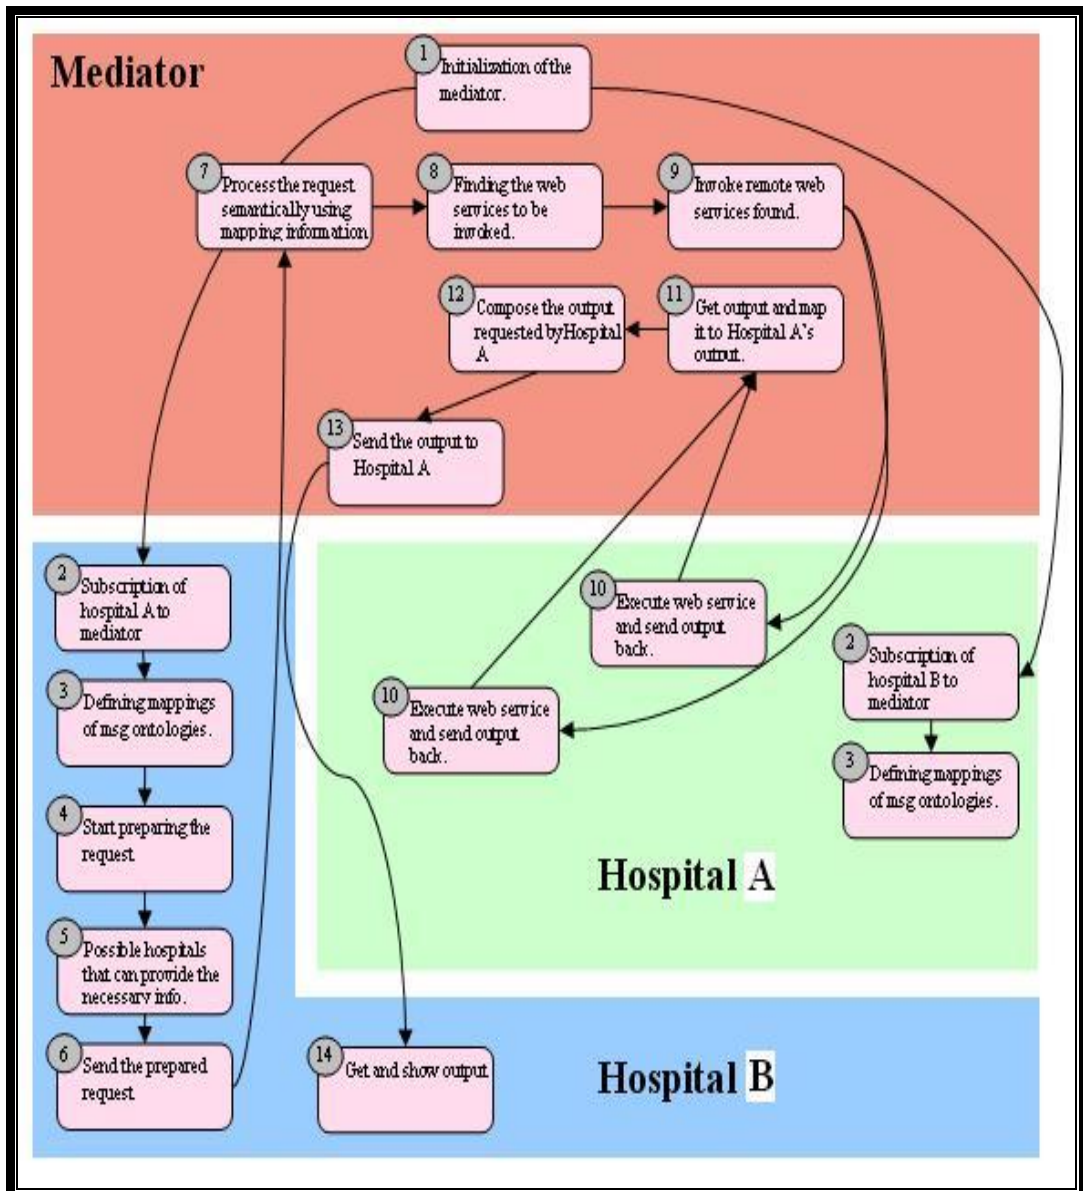 Mediator
1
Initialization of the
mediator.
7
Process the request
semantically using
mapping information
8
Finding the web
services to be
invoked.
9
Invoke remote web
services found.
12
Compose the output
requested by Hospital
A
11
Get output and map
it to Hospital A`s
output.
13
Send the output to
Hospital A
2
Subscription of
hospital A to
mediator
3
Defining mappings
of msg ontologies.
4
Start preparing the
request
5
Possible hospitals
that can provide the
necessary info.
6
Send the prepared
request
10
Execute web service
and send output
back.
10
Execute web service
and send output
back.
2
Subscription of
hospital B to
mediator
3
Defining mappings
of msg ontologies.
Hospital A
14
Get and show output
Hospital B